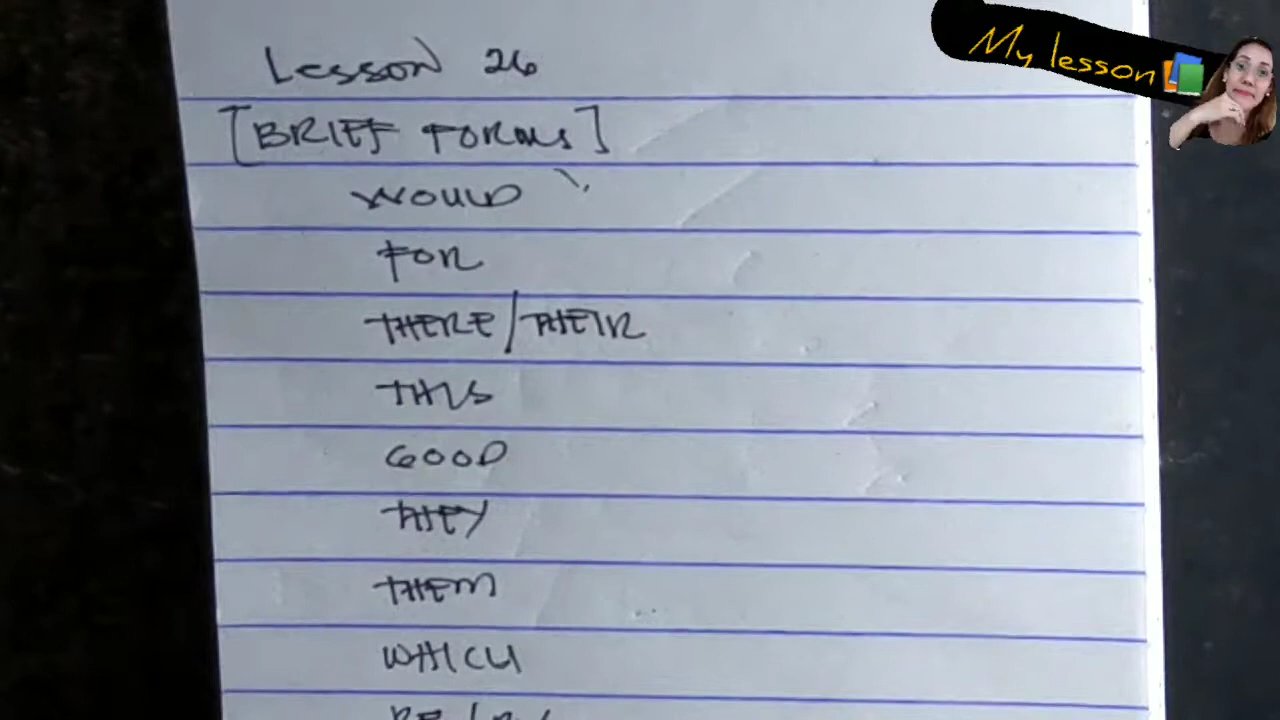 Lesson 26
[BRIEF FORMS]
WOULD
FOR
THERE/THEIR
THIS
GOOD
THEY
THEM
WHICH
My lesson